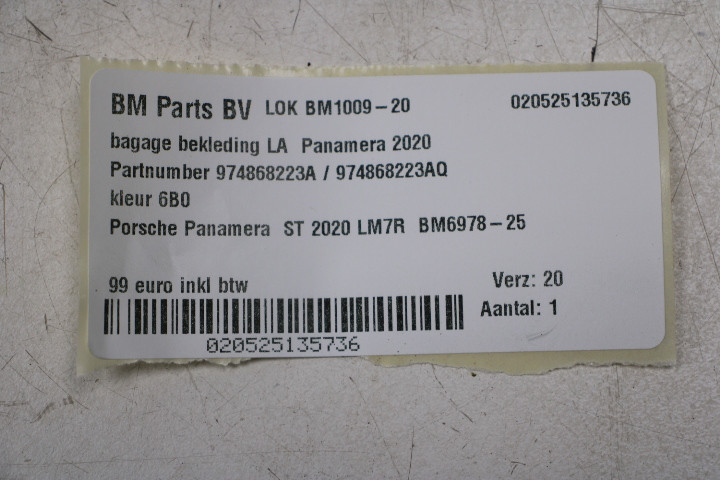 BM Parts BV LOK BM1009-20 020525135736
bagage bekleding LA Panamera 2020
Partnumber 974868223A / 974868223AQ
kleur 6B0
Porsche Panamera ST 2020 LM7R BM6978-25
99 euro inkl btw Verz: 20
Aantal: 1
020525135736